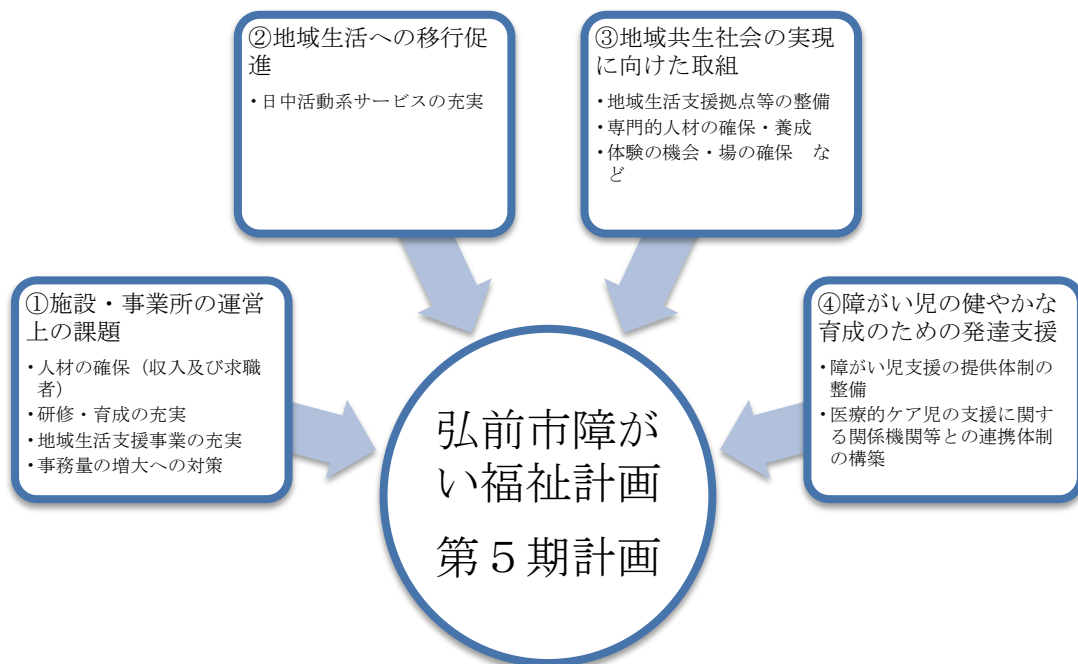 ①施設・事業所の運営
上の課題
・人材の確保（収入及び求職
者）
・研修・育成の充実
・地域生活支援事業の充実
・事務量の増大への対策
②地域生活への移行促
進
・日中活動系サービスの充実
③地域共生社会の実現
に向けた取組
・地域生活支援拠点等の整備
・専門的人材の確保・養成
・体験の機会・場の確保　な
ど
④障がい児の健やかな
育成のための発達支援
・障がい児支援の提供体制の
整備
・医療的ケア児の支援に関す
る関係機関等との連携体制
の構築
弘前市障が
い福祉計画
第５期計画